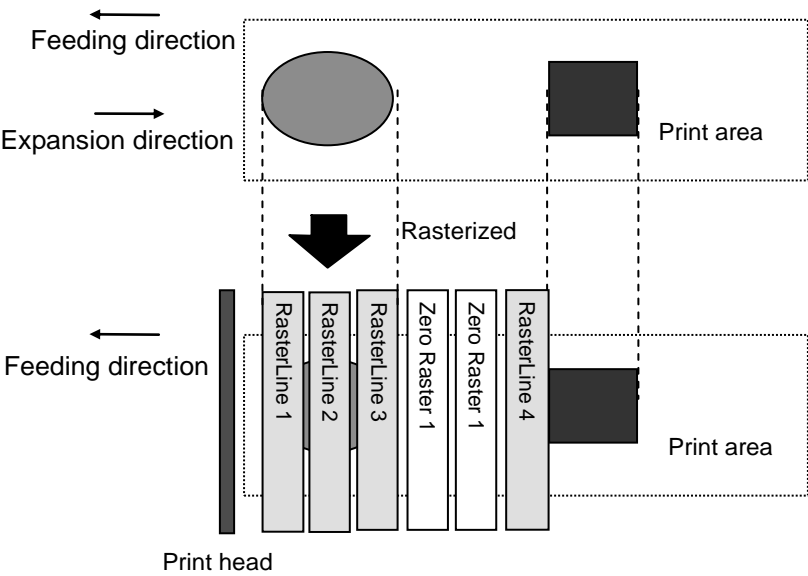 Feeding direction
Expansion direction
Print area
Rasterized
RasterLine 1
RasterLine 2
RasterLine 3
Zero Raster 1
Zero Raster 1
RasterLine 4
Feeding direction
Print area
Print head